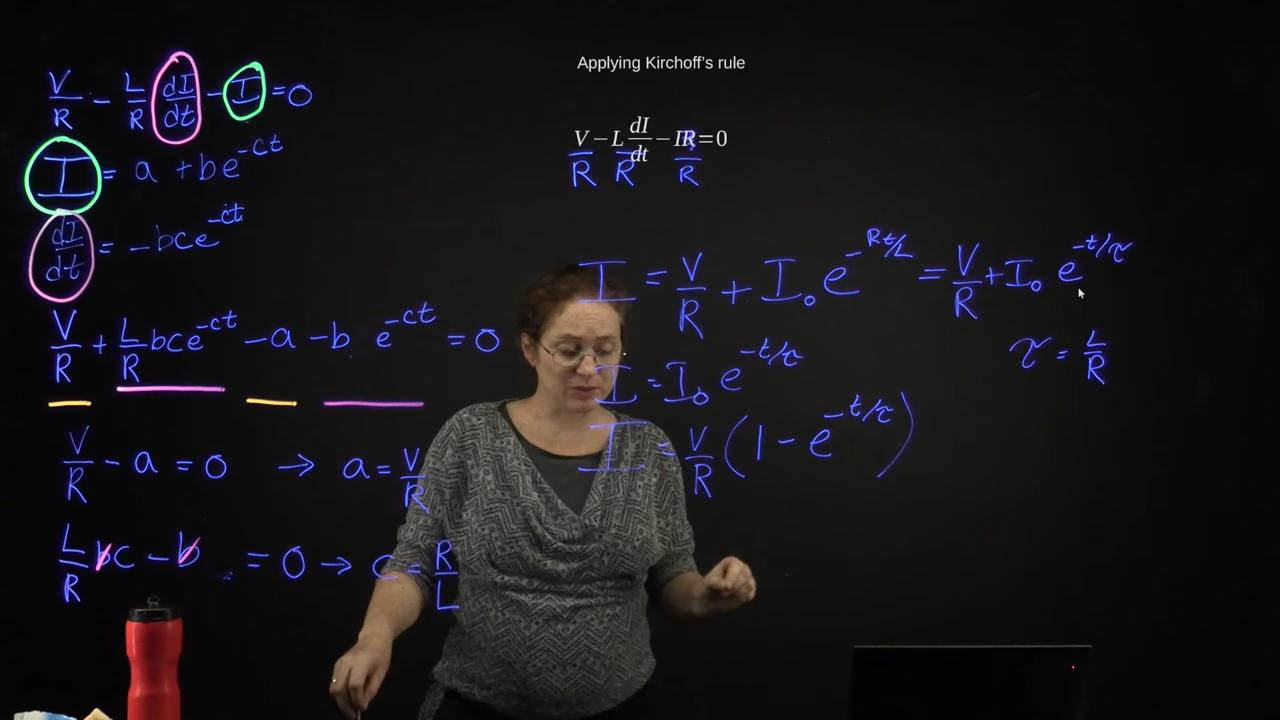 Applying Kirchoff's rule
V − L dI/dt − IR = 0
R R R
V/R − L/R dI/dt − I = 0
I = a + be^-ct
dI/dt = −bce^-ct
V/R + L/R bce^-ct − a − b e^-ct = 0
V/R − a = 0 → a = V/R
L/R bc − b = 0 → c = R/L
I = V/R + I₀ e^-Rt/L = V/R + I₀ e^-t/τ
τ = L/R
I = I₀ e^-t/τ
I = V/R (1 − e^-t/τ)